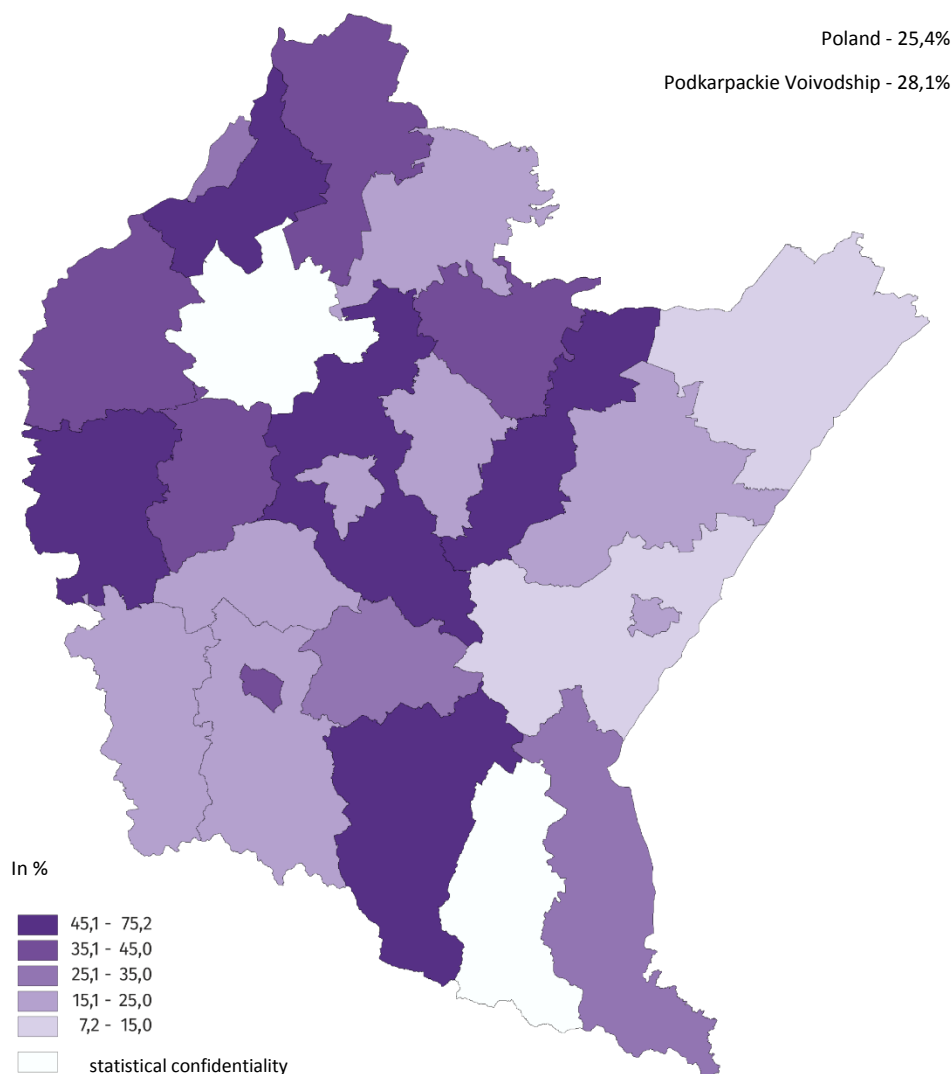 Poland - 25,4%
Podkarpackie Voivodship - 28,1%
In %
45,1 - 75,2
35,1 - 45,0
25,1 - 35,0
15,1 - 25,0
7,2 - 15,0
statistical confidentiality